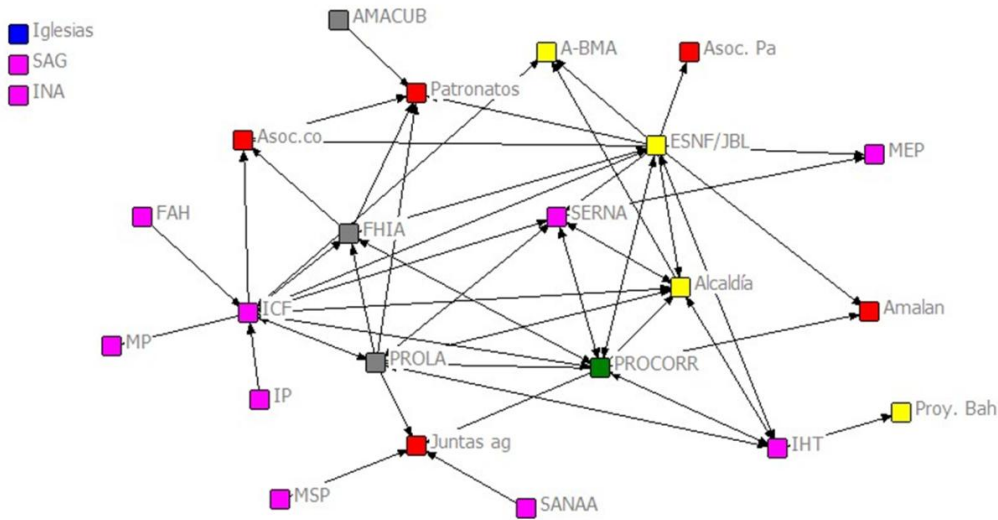 AMACUB
Iglesias
A-BMA
Asoc. Pa
SAG
INA
Patronatos
Asoc.co
ESNF/JBL
MEP
FAH
SERNA
FHIA
Alcaldía
ICF
Amalan
MP
PROLA
PROCORR
IP
Proy. Bah
Juntas ag
IHT
MSP
SANAA